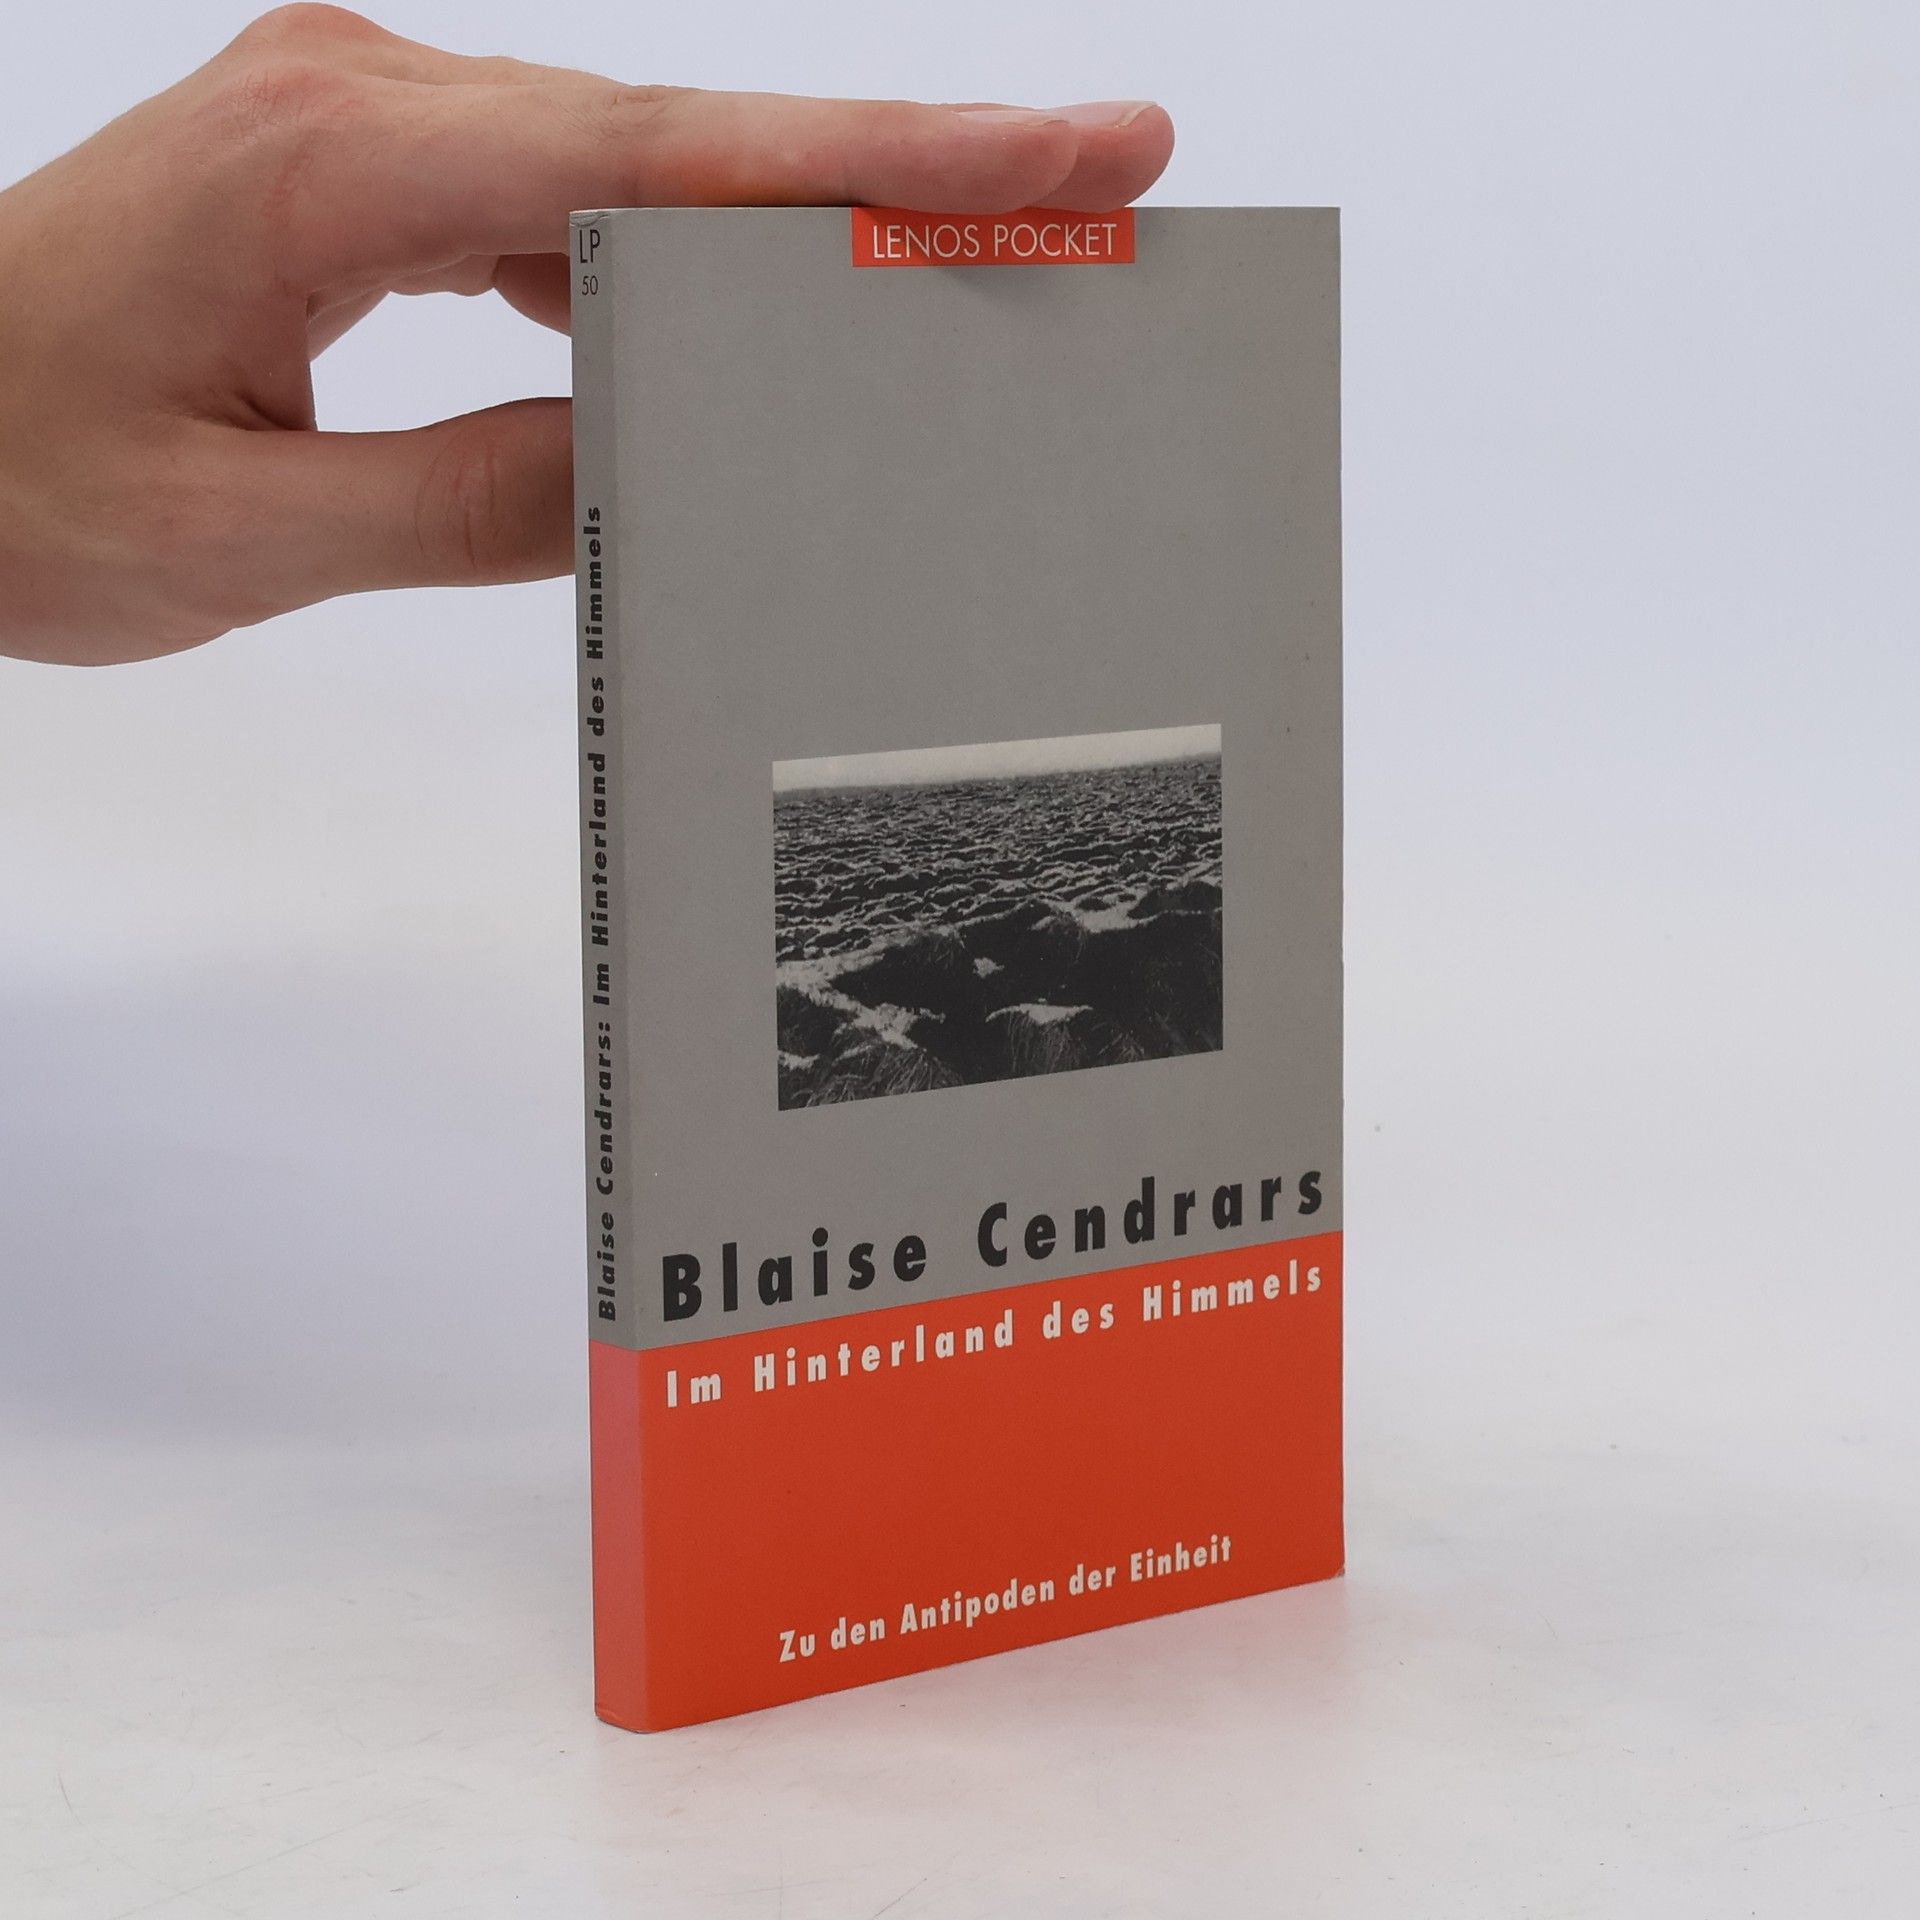 LP
50
Blaise Cendrars: Im Hinterland des Himmels
LENOS POCKET
Blaise Cendrars
Im Hinterland des Himmels
Zu den Antipoden der Einheit